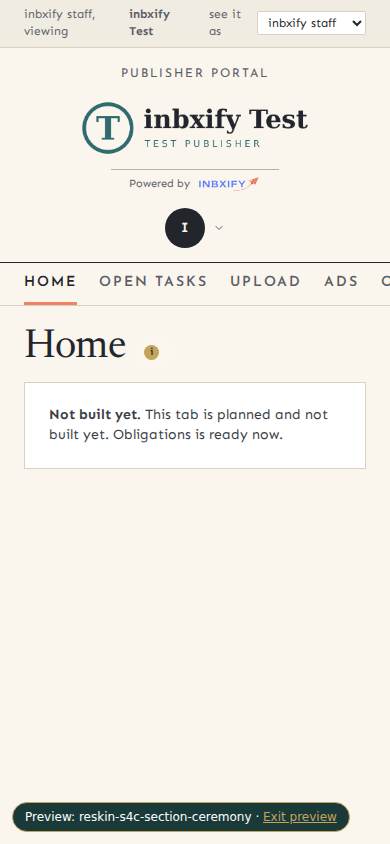 inbxify staff, viewing
inbxify Test
see it as
inbxify staff
PUBLISHER PORTAL
T
inbxify Test
TEST PUBLISHER
Powered by INBXIFY
I
HOME OPEN TASKS UPLOAD ADS O
Home i
Not built yet. This tab is planned and not
built yet. Obligations is ready now.
Preview: reskin-s4c-section-ceremony · Exit preview